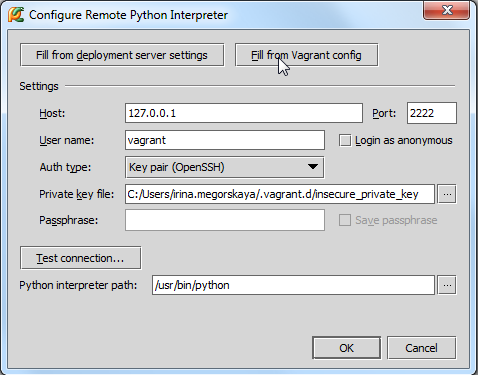 Configure Remote Python Interpreter
Fill from deployment server settings Fill from Vagrant config
Settings
Host: 127.0.0.1 Port: 2222
User name: vagrant Login as anonymous
Auth type: Key pair (OpenSSH)
Private key file: C:/Users/irina.megorskaya/.vagrant.d/insecure_private_key ...
Passphrase: Save passphrase
Test connection...
Python interpreter path: /usr/bin/python ...
OK Cancel